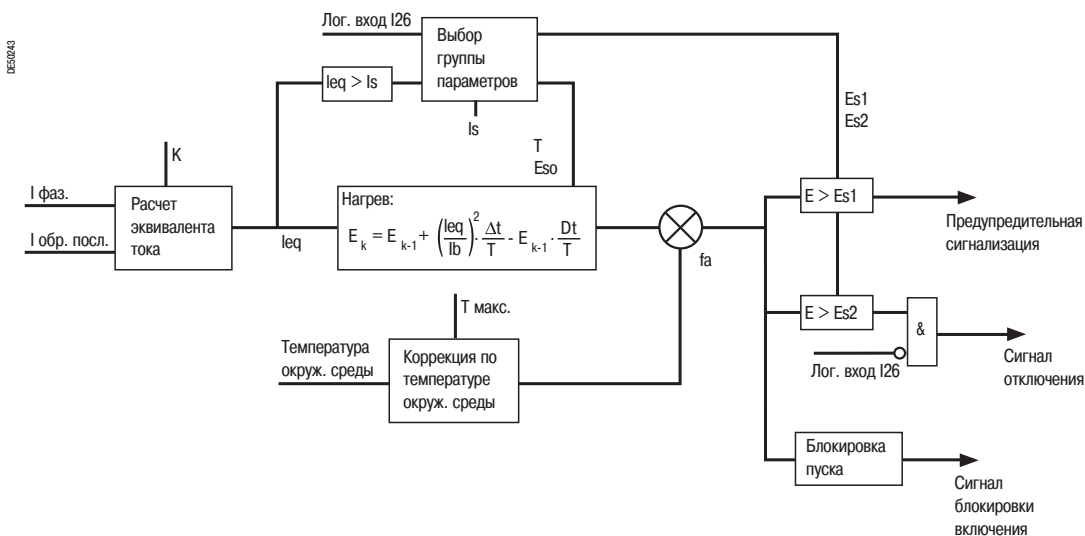 DE50243
Лог. вход I26
Выбор
группы
параметров
Ieq > Is
Is
Es1
Es2
T
Eso
K
I фаз.
I обр. посл.
Расчет
эквивалента
тока
Ieq
Нагрев:
E k = E k-1 + (Ieq/Ib)² · Δt/T - E k-1 · Dt/T
fa
E > Es1
Предупредительная
сигнализация
E > Es2
&
Лог. вход I26
Сигнал
отключения
T макс.
Температура
окруж. среды
Коррекция по
температуре
окруж. среды
Блокировка
пуска
Сигнал
блокировки
включения